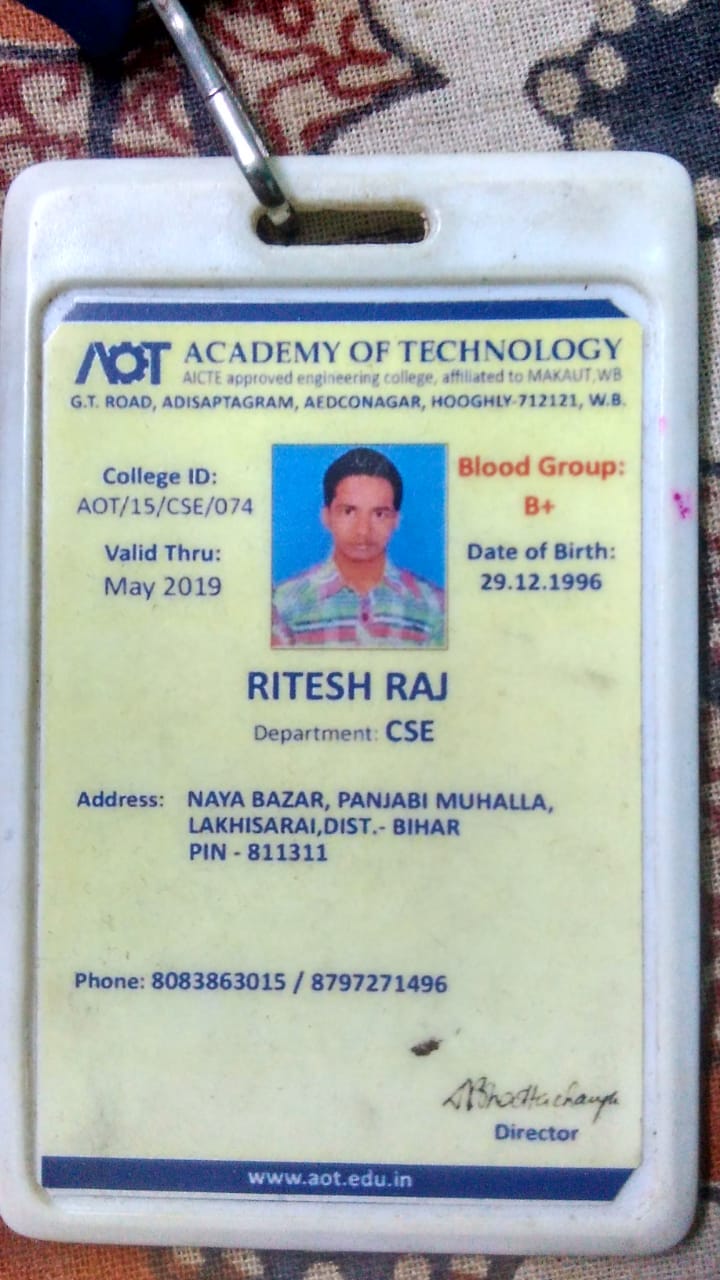 AOT ACADEMY OF TECHNOLOGY
AICTE approved engineering college, affiliated to MAKAUT,WB
G.T. ROAD, ADISAPTAGRAM, AEDCONAGAR, HOOGHLY-712121, W.B.
College ID:
AOT/15/CSE/074
Valid Thru:
May 2019
Blood Group:
B+
Date of Birth:
29.12.1996
RITESH RAJ
Department: CSE
Address: NAYA BAZAR, PANJABI MUHALLA,
LAKHISARAI,DIST.- BIHAR
PIN - 811311
Phone: 8083863015 / 8797271496
Director
www.aot.edu.in